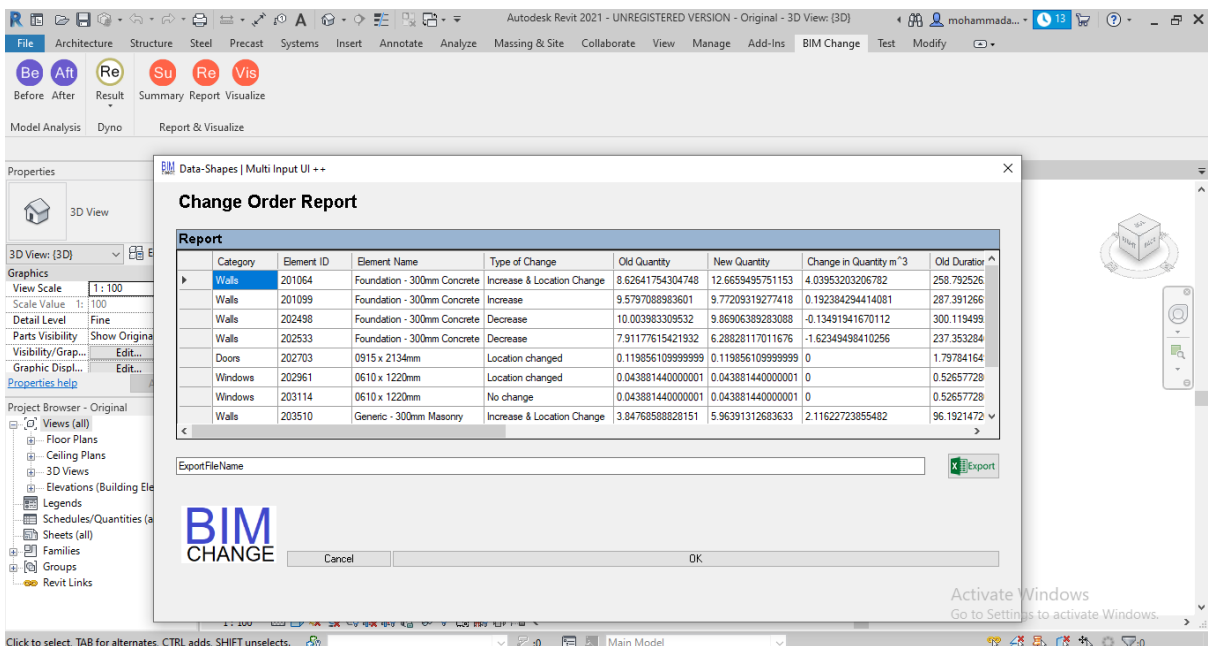 Autodesk Revit 2021 - UNREGISTERED VERSION - Original - 3D View: {3D} mohammada... 13
File Architecture Structure Steel Precast Systems Insert Annotate Analyze Massing & Site Collaborate View Manage Add-Ins BIM Change Test Modify
Be Aft Re Su Re Vis
Before After Result Summary Report Visualize
Model Analysis Dyno Report & Visualize
Properties
3D View
3D View: {3D}
Graphics
View Scale 1 : 100
Scale Value 1: 100
Detail Level Fine
Parts Visibility Show Origina
Visibility/Grap... Edit...
Graphic Displ... Edit...
Properties help
Project Browser - Original
Views (all)
Floor Plans
Ceiling Plans
3D Views
Elevations (Building Ele
Legends
Schedules/Quantities (a
Sheets (all)
Families
Groups
Revit Links
BIM Data-Shapes | Multi Input UI ++
Change Order Report
Report
Category Element ID Element Name Type of Change Old Quantity New Quantity Change in Quantity m^3 Old Duration
Walls 201064 Foundation - 300mm Concrete Increase & Location Change 8.62641754304748 12.6659495751153 4.03953203206782 258.792526
Walls 201099 Foundation - 300mm Concrete Increase 9.5797088983601 9.77209319277418 0.192384294414081 287.391266
Walls 202498 Foundation - 300mm Concrete Decrease 10.003983309532 9.86906389283088 -0.13491941670112 300.119499
Walls 202533 Foundation - 300mm Concrete Decrease 7.91177615421932 6.28828117011676 -1.62349498410256 237.353284
Doors 202703 0915 x 2134mm Location changed 0.119856109999999 0.119856109999999 0 1.79784164
Windows 202961 0610 x 1220mm Location changed 0.043881440000001 0.043881440000001 0 0.52657728
Windows 203114 0610 x 1220mm No change 0.043881440000001 0.043881440000001 0 0.52657728
Walls 203510 Generic - 300mm Masonry Increase & Location Change 3.84768588828151 5.96391312683633 2.11622723855482 96.1921472
ExportFileName Export
BIM
CHANGE
Cancel OK
Activate Windows
Go to Settings to activate Windows.
1 : 100
Click to select, TAB for alternates, CTRL adds, SHIFT unselects. :0 Main Model :0